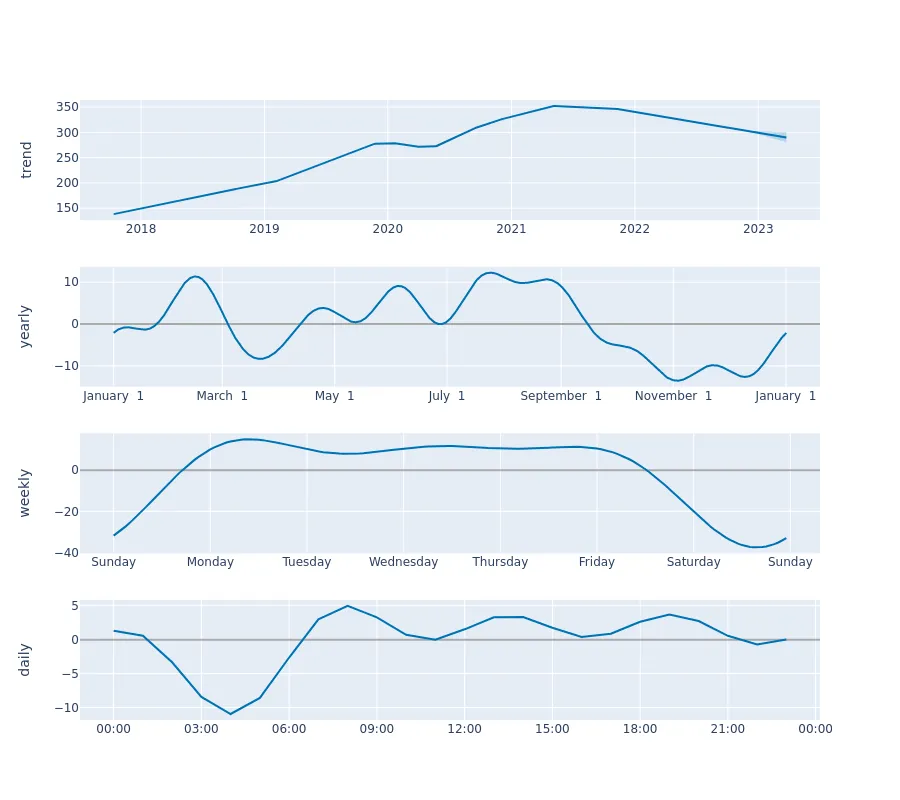 trend
350
300
250
200
150
2018 2019 2020 2021 2022 2023
yearly
10
0
−10
January 1 March 1 May 1 July 1 September 1 November 1 January 1
weekly
0
−20
−40
Sunday Monday Tuesday Wednesday Thursday Friday Saturday Sunday
daily
5
0
−5
−10
00:00 03:00 06:00 09:00 12:00 15:00 18:00 21:00 00:00